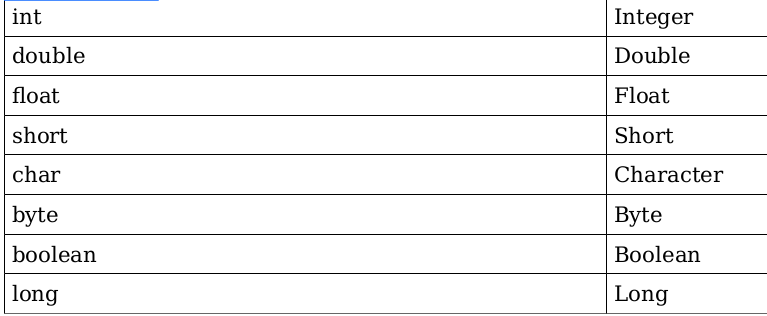 int Integer
double Double
float Float
short Short
char Character
byte Byte
boolean Boolean
long Long